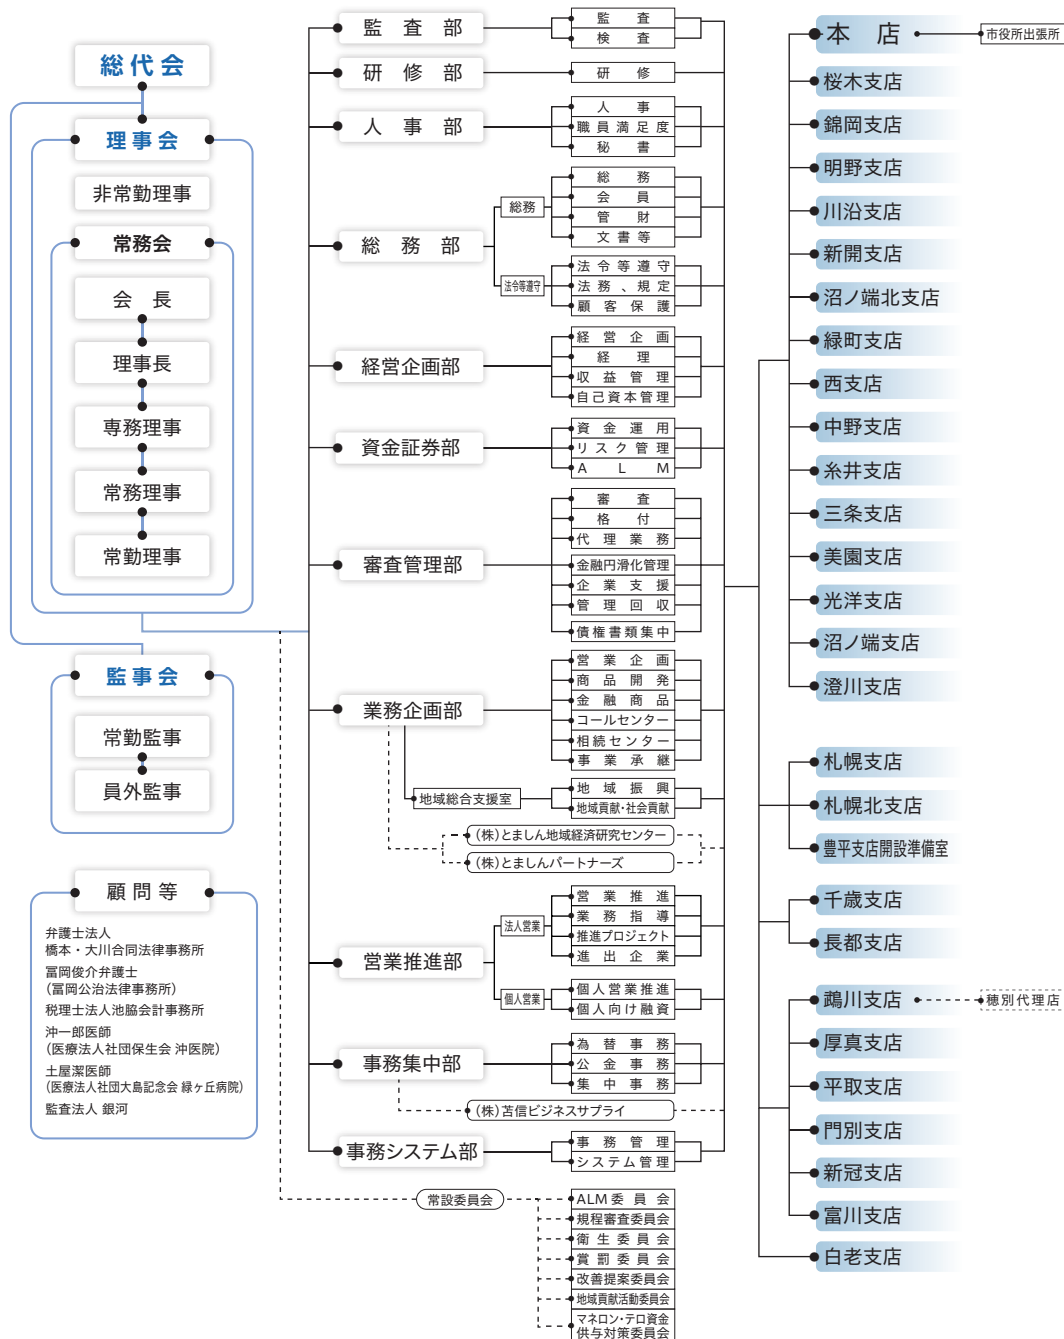 総代会
理事会
非常勤理事
常務会
会 長
理事長
専務理事
常務理事
常勤理事
監事会
常勤監事
員外監事
顧問等
弁護士法人
橋本・大川合同法律事務所
冨岡俊介弁護士
(冨岡公治法律事務所)
税理士法人池脇会計事務所
沖一郎医師
(医療法人社団保生会 沖医院)
土屋潔医師
(医療法人社団大島記念会 緑ヶ丘病院)
監査法人 銀河
監 査 部
監 査
検 査
研 修 部
研 修
人 事 部
人 事
職員満足度
秘 書
総 務 部
総務
総 務
会 員
管 財
文 書 等
法令等遵守
法令等遵守
法務、規定
顧客保護
経営企画部
経営企画
経 理
収益管理
自己資本管理
資金証券部
資金運用
リスク管理
A L M
審査管理部
審 査
格 付
代理業務
金融円滑化管理
企業支援
管理回収
債権書類集中
業務企画部
営業企画
商品開発
金融商品
コールセンター
相続センター
事業承継
地域総合支援室
地域振興
地域貢献・社会貢献
(株)とましん地域経済研究センター
(株)とましんパートナーズ
営業推進部
法人営業
営業推進
業務指導
推進プロジェクト
進出企業
個人営業
個人営業推進
個人向け融資
事務集中部
為替事務
公金事務
集中事務
(株)苫信ビジネスサプライ
事務システム部
事務管理
システム管理
常設委員会
ALM委員会
規程審査委員会
衛生委員会
賞罰委員会
改善提案委員会
地域貢献活動委員会
マネロン・テロ資金
供与対策委員会
本 店
市役所出張所
桜木支店
錦岡支店
明野支店
川沿支店
新開支店
沼ノ端北支店
緑町支店
西支店
中野支店
糸井支店
三条支店
美園支店
光洋支店
沼ノ端支店
澄川支店
札幌支店
札幌北支店
豊平支店開設準備室
千歳支店
長都支店
鵡川支店
穂別代理店
厚真支店
平取支店
門別支店
新冠支店
富川支店
白老支店